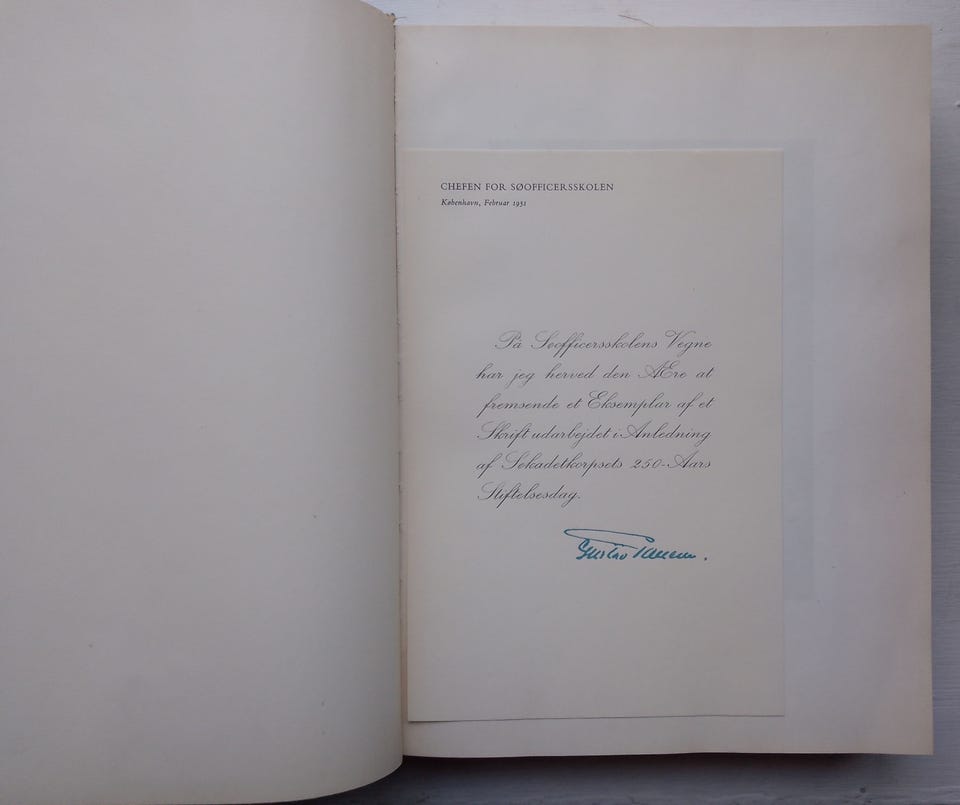 CHEFEN FOR SØOFFICERSSKOLEN
København, Februar 1951
På Søofficersskolens Vegne
har jeg herved den Ære at
fremsende et Eksemplar af et
Skrift udarbejdet i Anledning
af Søkadetkorpsets 250-Aars
Stiftelsesdag.
Gustav